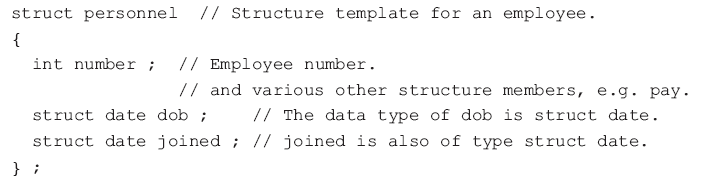 struct personnel  // Structure template for an employee.
{
  int number ;  // Employee number.
                // and various other structure members, e.g. pay.
  struct date dob ;    // The data type of dob is struct date.
  struct date joined ; // joined is also of type struct date.
} ;